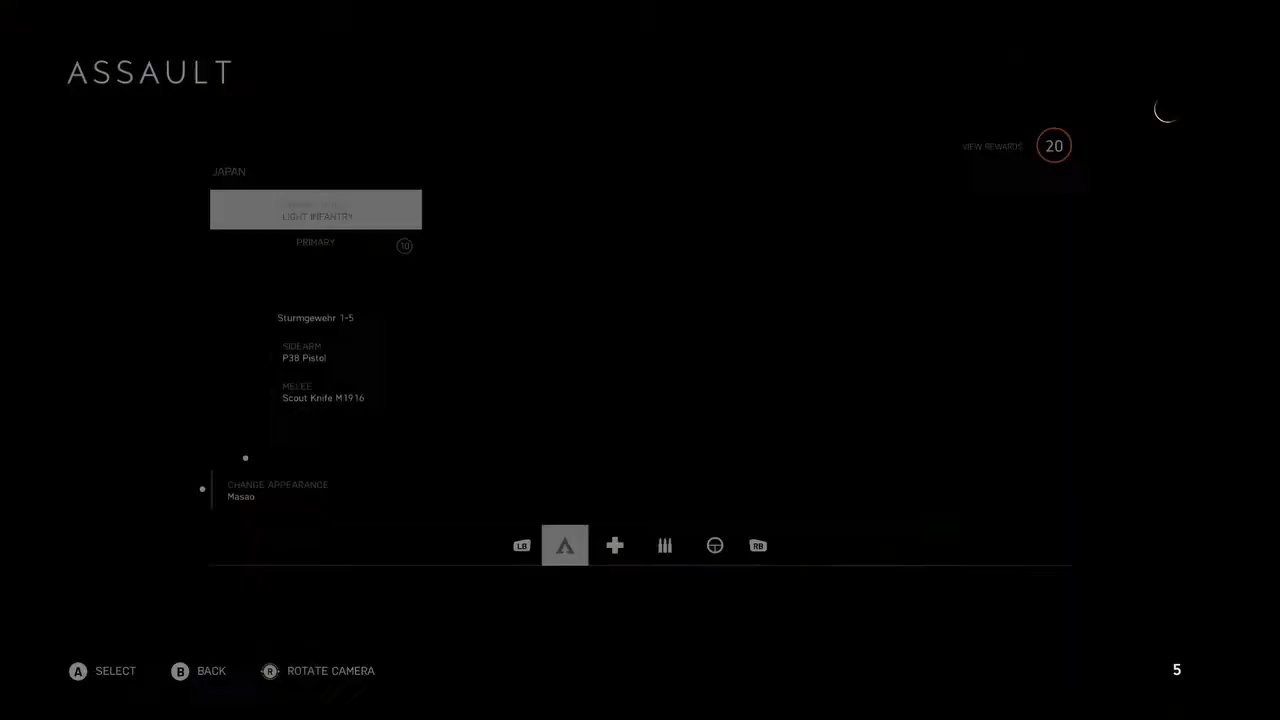 ASSAULT
VIEW REWARDS 20
JAPAN
LIGHT INFANTRY
PRIMARY 10
Sturmgewehr 1-5
SIDEARM
P38 Pistol
MELEE
Scout Knife M1916
CHANGE APPEARANCE
Masao
LB RB
A SELECT B BACK R ROTATE CAMERA 5